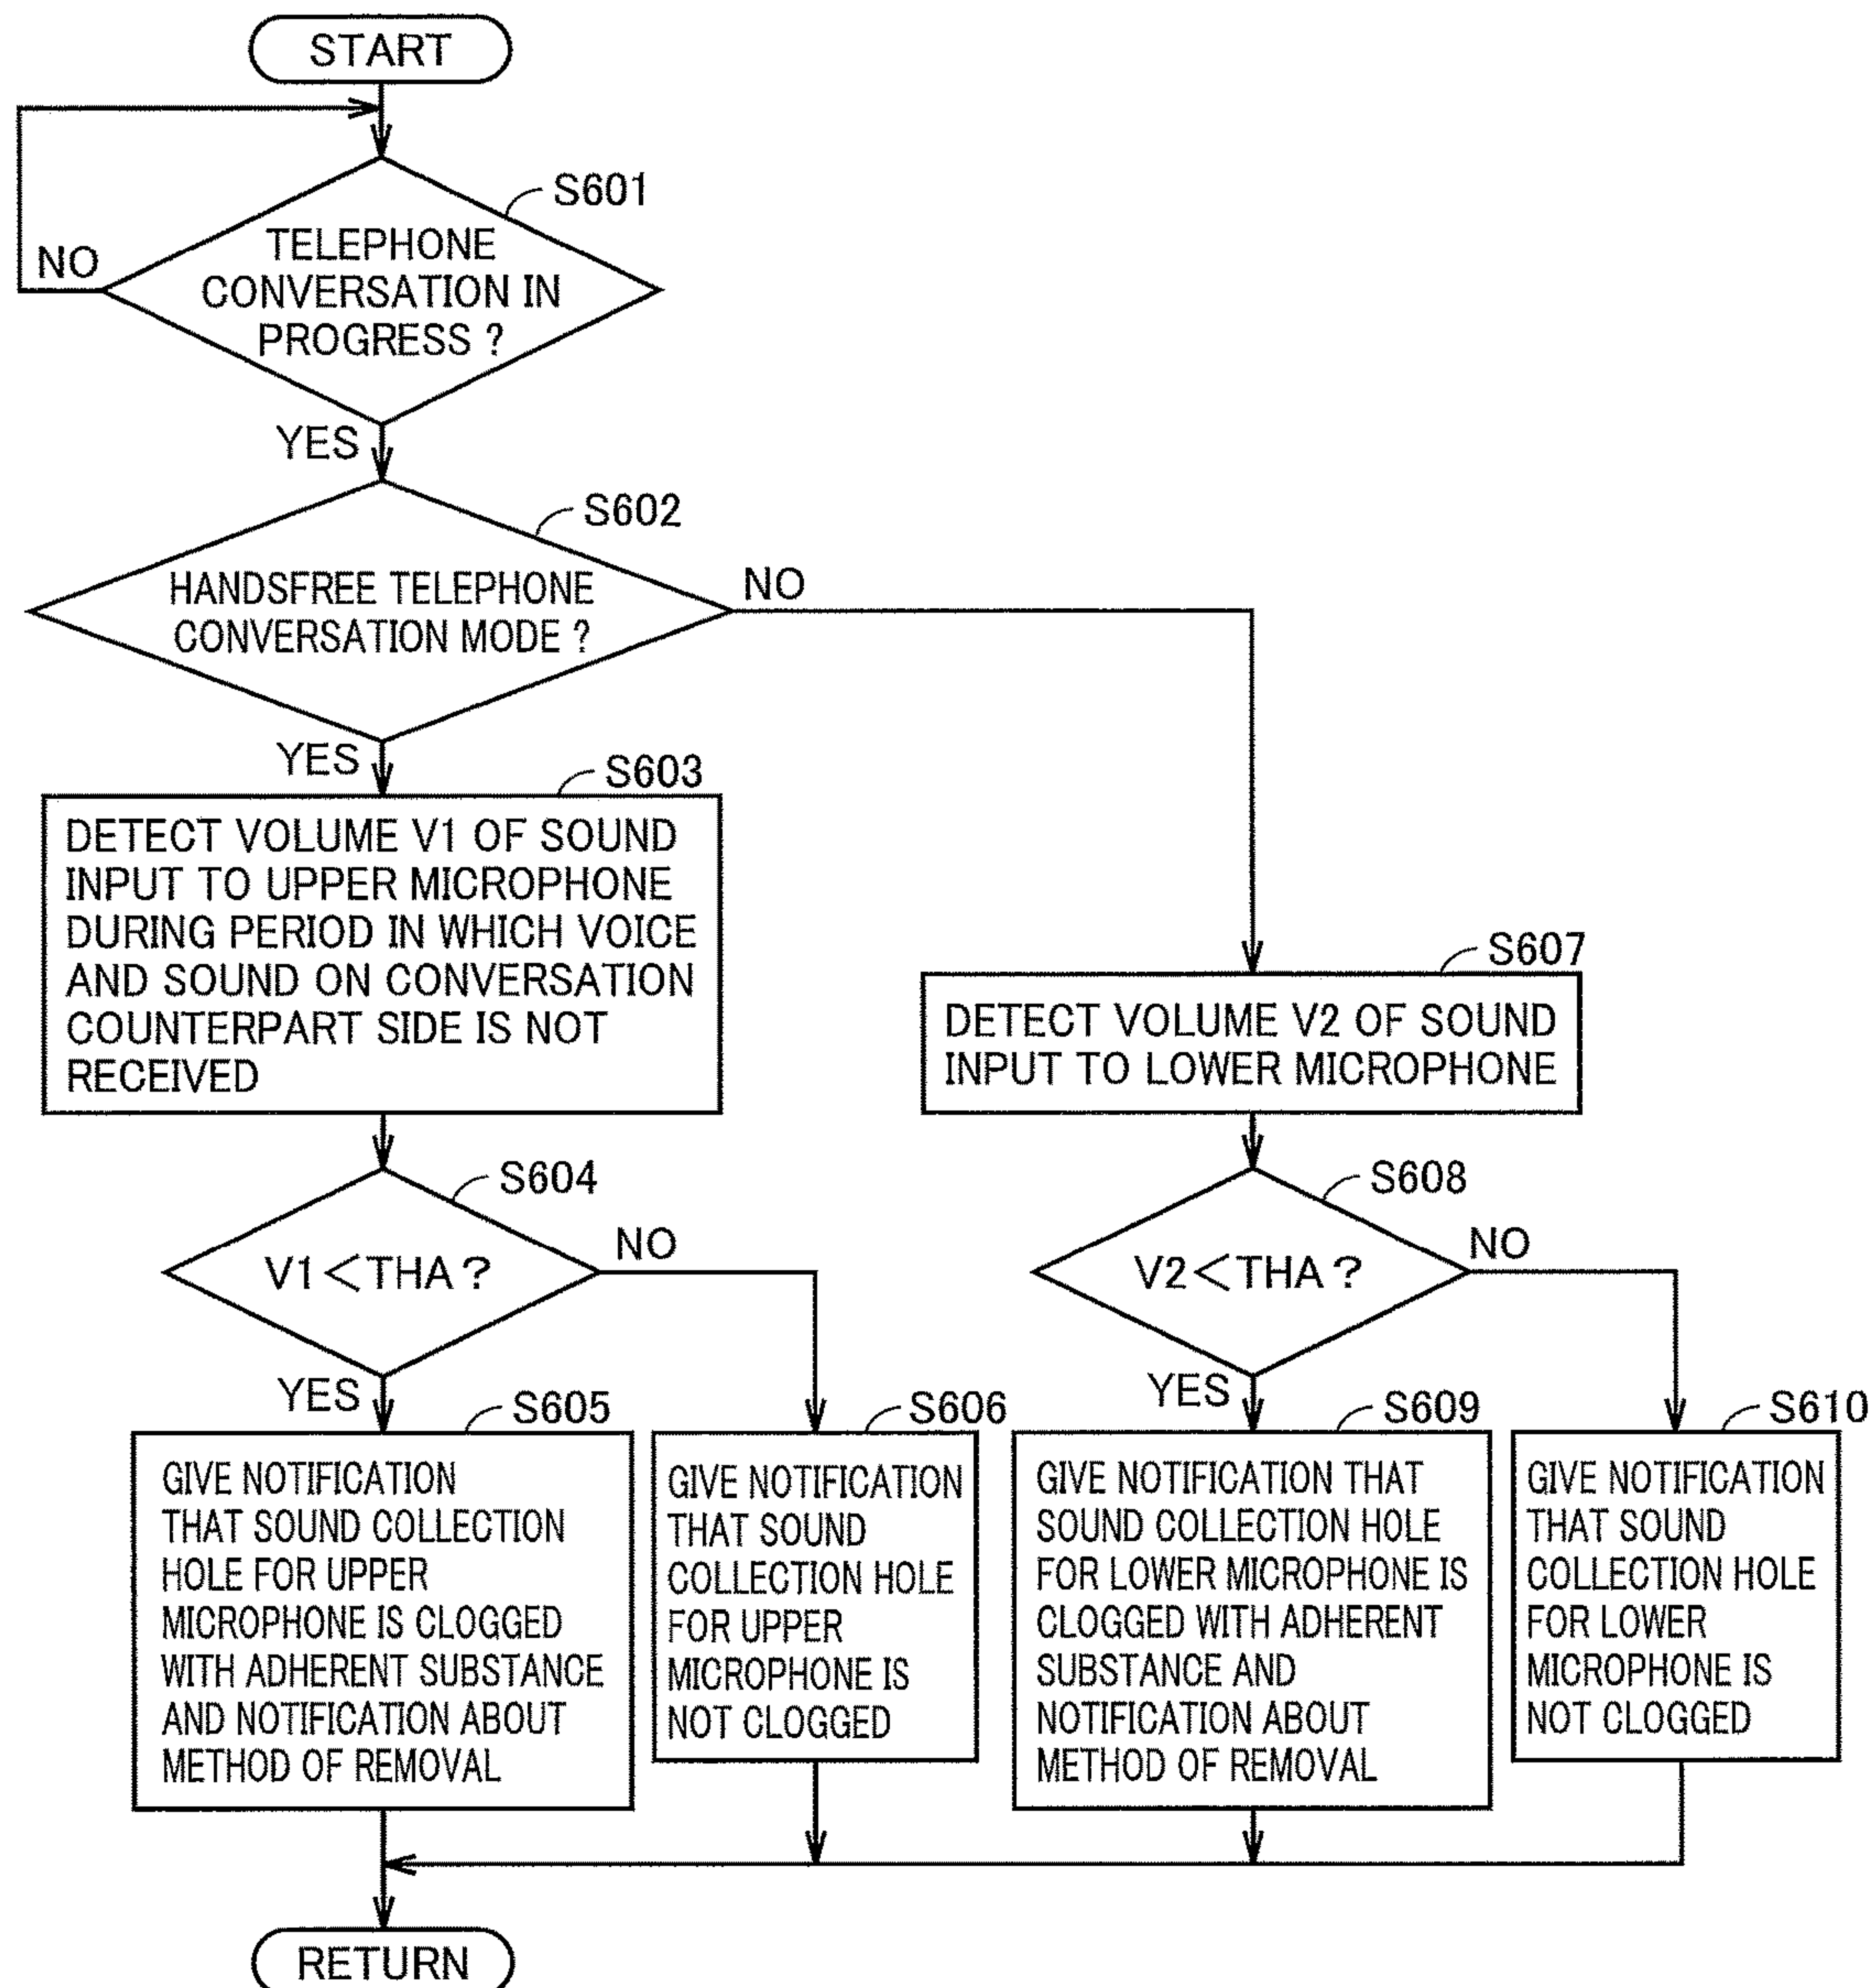 START
S601
TELEPHONE
CONVERSATION IN
PROGRESS ?
NO
YES
S602
HANDSFREE TELEPHONE
CONVERSATION MODE ?
NO
YES
S603
DETECT VOLUME V1 OF SOUND
INPUT TO UPPER MICROPHONE
DURING PERIOD IN WHICH VOICE
AND SOUND ON CONVERSATION
COUNTERPART SIDE IS NOT
RECEIVED
S607
DETECT VOLUME V2 OF SOUND
INPUT TO LOWER MICROPHONE
S604
V1<THA ?
NO
YES
S608
V2<THA ?
NO
YES
S605
GIVE NOTIFICATION
THAT SOUND COLLECTION
HOLE FOR UPPER
MICROPHONE IS CLOGGED
WITH ADHERENT SUBSTANCE
AND NOTIFICATION ABOUT
METHOD OF REMOVAL
S606
GIVE NOTIFICATION
THAT SOUND
COLLECTION HOLE
FOR UPPER
MICROPHONE IS
NOT CLOGGED
S609
GIVE NOTIFICATION THAT
SOUND COLLECTION HOLE
FOR LOWER MICROPHONE IS
CLOGGED WITH ADHERENT
SUBSTANCE AND
NOTIFICATION ABOUT
METHOD OF REMOVAL
S610
GIVE NOTIFICATION
THAT SOUND
COLLECTION HOLE
FOR LOWER
MICROPHONE IS
NOT CLOGGED
RETURN